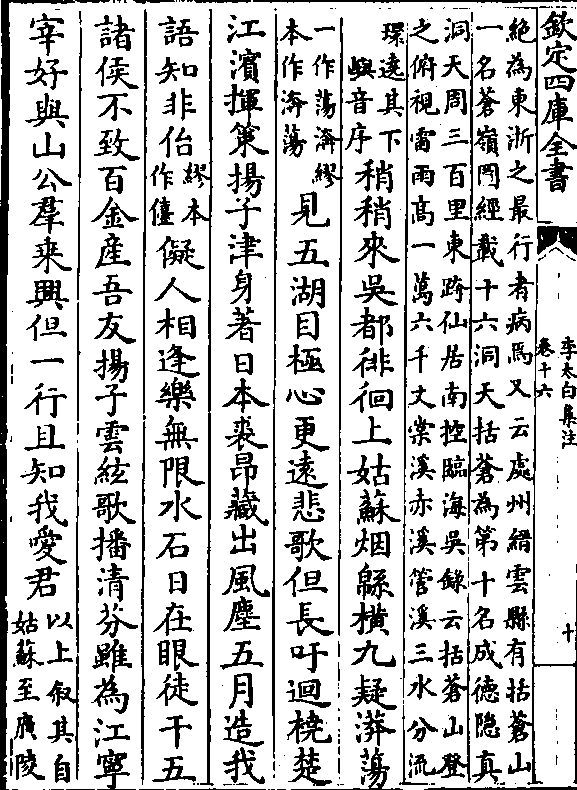 欽定四庫全書
李太白集注
卷十六
十
絶為東浙之最行者病焉又云處州縉雲縣有括蒼山
一名蒼嶺圖經載十六洞天括蒼為第十名成德隱真
洞天周三百里東跨仙居南控臨海吳錄云括蒼山登
之俯視雷雨高一萬六千丈棠溪赤溪管溪三水分流
環遶其下
嶼音序
稍稍來吳都徘徊上姑蘇烟緜橫九疑漭蕩
一作蕩漭繆
本作漭蕩
見五湖目極心更遠悲歌但長吁迴橈楚
江濱揮策揚子津身著日本裘昂藏出風塵五月造我
語知非佁
繆本
作儓
儗人相逢樂無限水石日在眼徒干五
諸侯不致百金産吾友揚子雲絃歌播清芬雖為江寧
宰好與山公羣乘興但一行且知我愛君
以上敘其自
姑蘇至廣陵